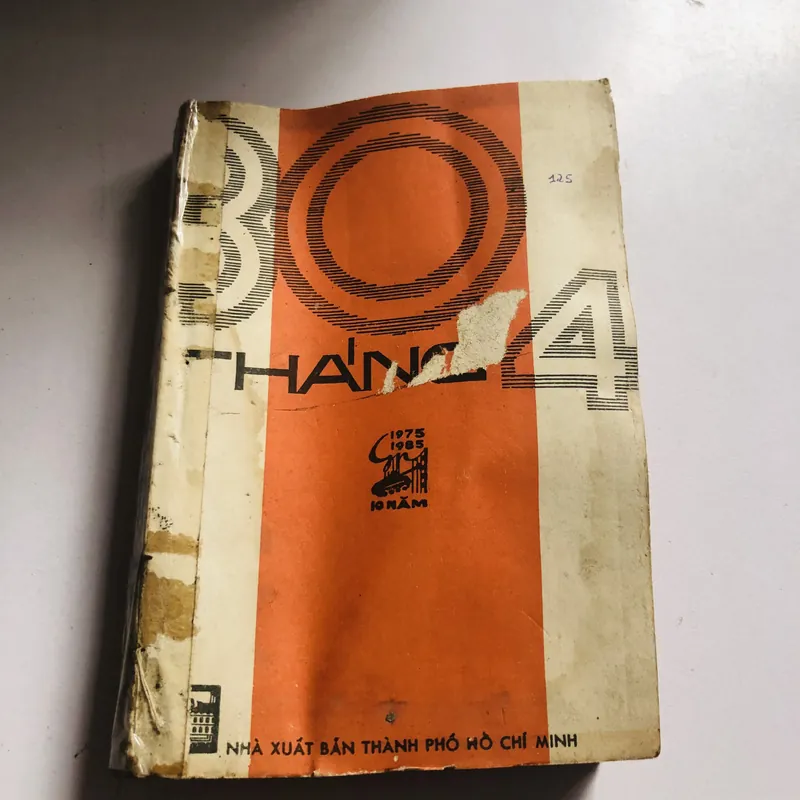 30
125
THÁNG 4
1975
1985
10 NĂM
NHÀ XUẤT BẢN THÀNH PHỐ HỒ CHÍ MINH